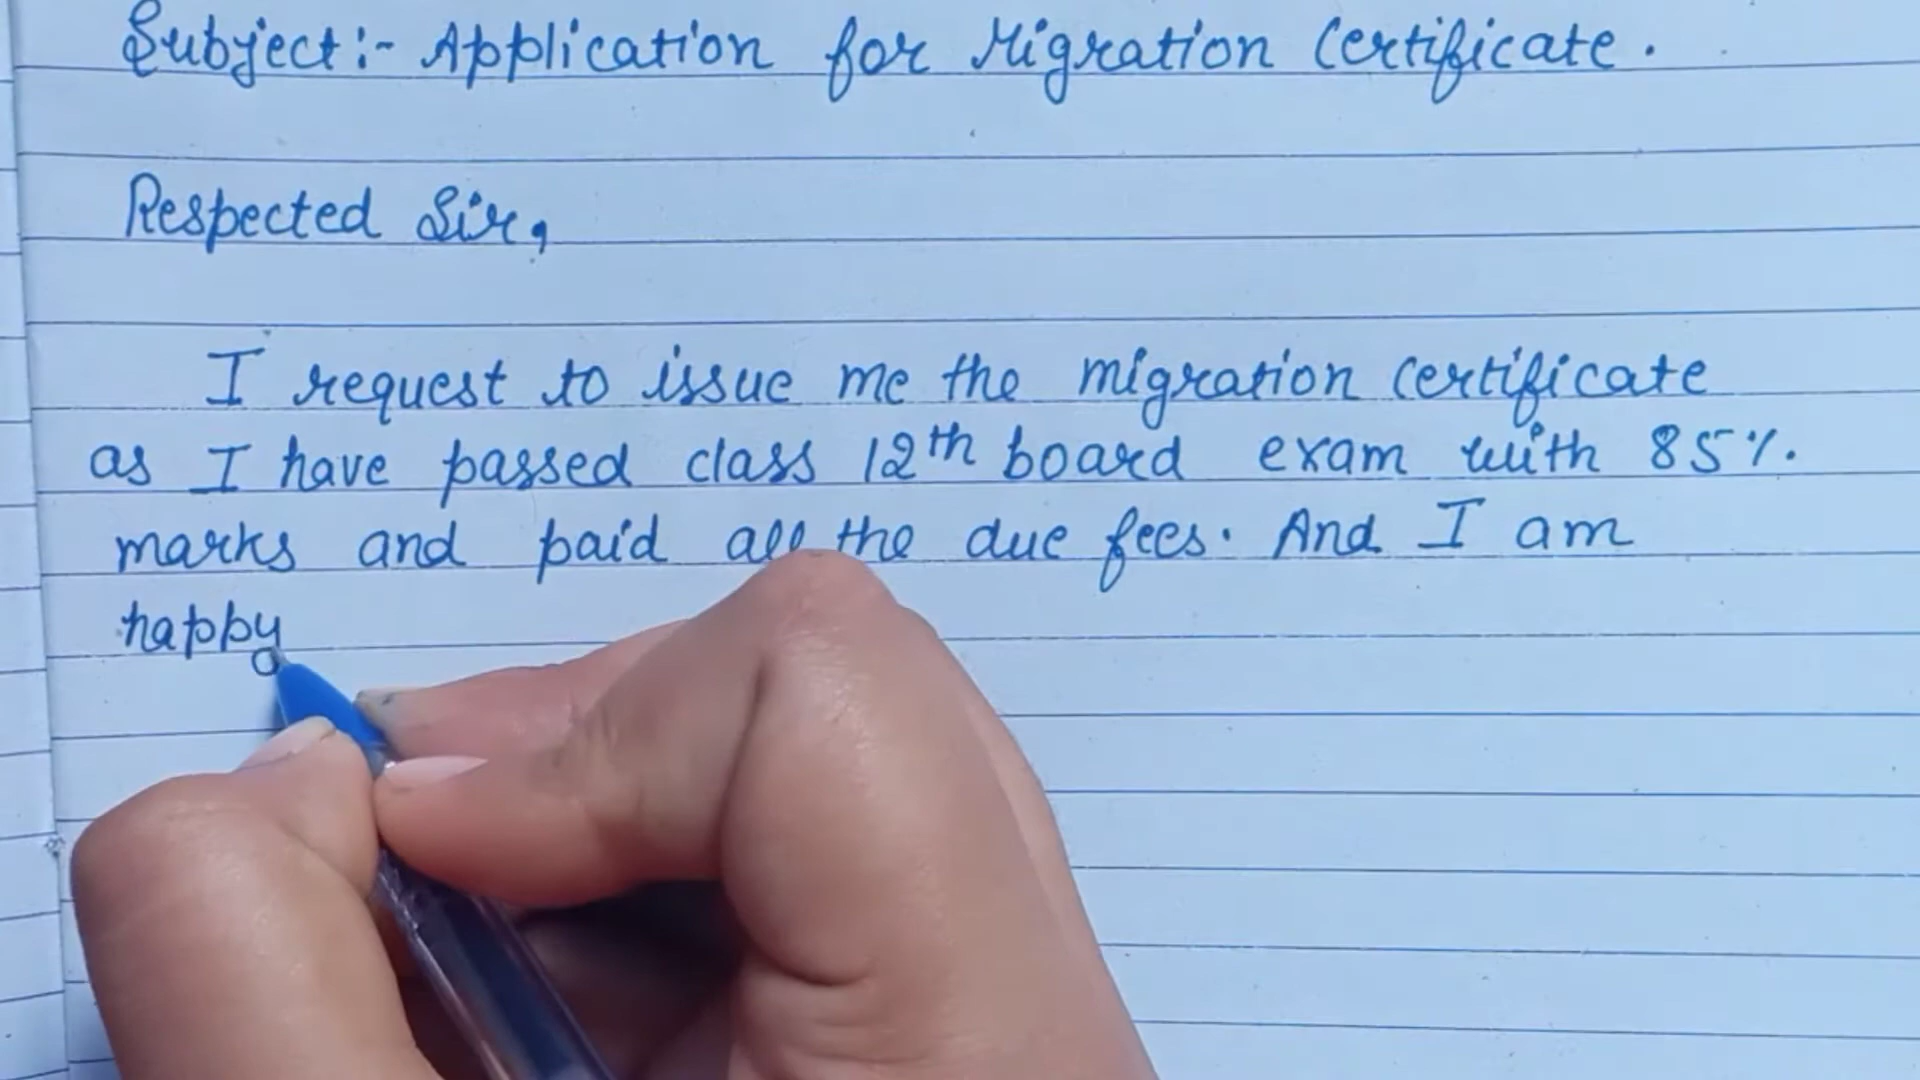 Subject:- Application for Migration Certificate.
Respected Sir,
I request to issue me the migration certificate
as I have passed class 12th board exam with 85%.
marks and paid all the due fees. And I am
happy